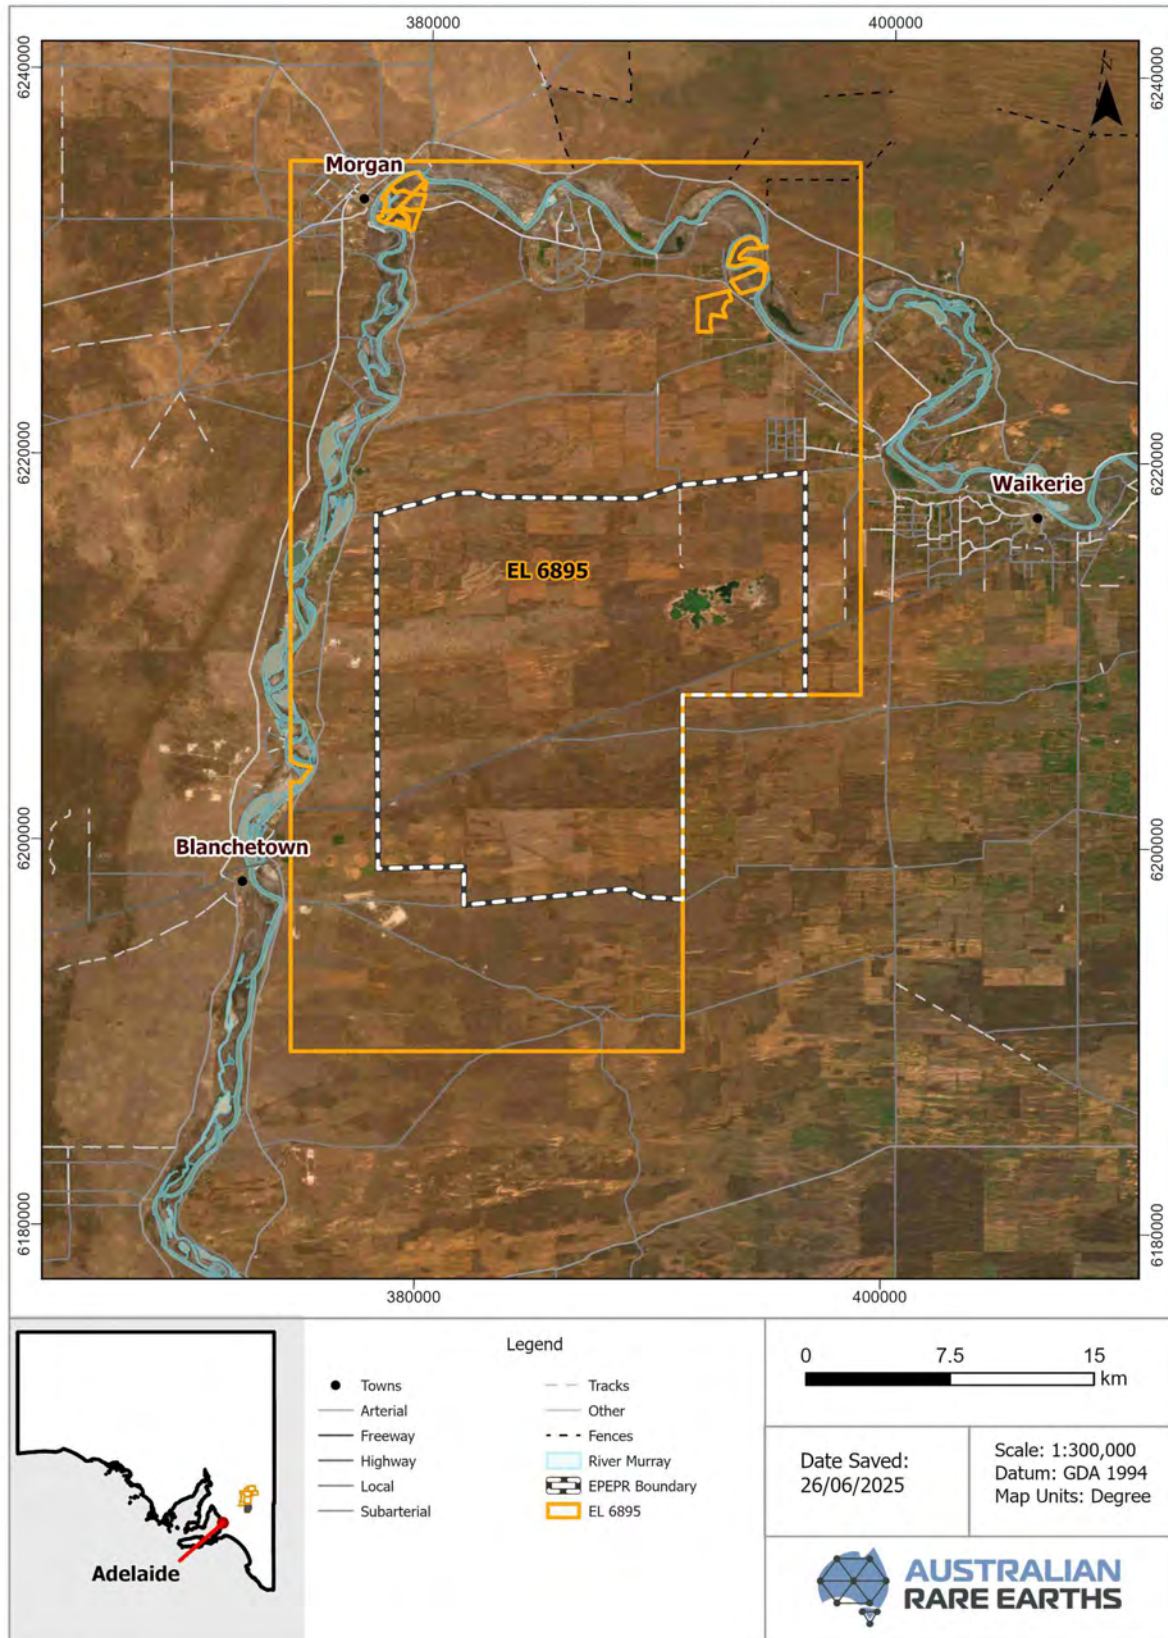 380000
400000
6240000
6240000
N
Morgan
6220000
6220000
Waikerie
EL 6895
6200000
6200000
Blanchetown
6180000
6180000
380000
400000
Legend
Towns
Arterial
Freeway
Highway
Local
Subarterial
Tracks
Other
Fences
River Murray
EPEPR Boundary
EL 6895
0 7.5 15
km
Date Saved:
26/06/2025
Scale: 1:300,000
Datum: GDA 1994
Map Units: Degree
Adelaide
AUSTRALIAN
RARE EARTHS